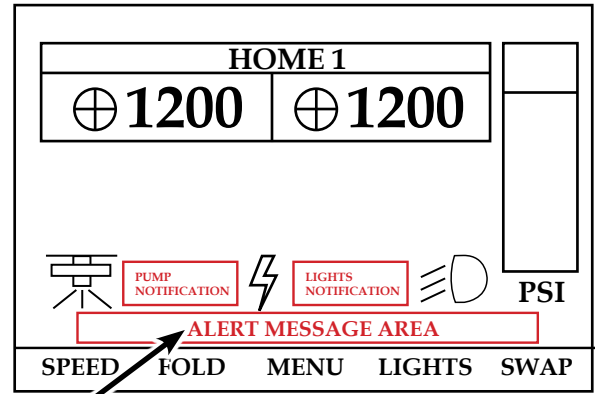 HOME 1
1200 1200
PUMP
NOTIFICATION
LIGHTS
NOTIFICATION
PSI
ALERT MESSAGE AREA
SPEED FOLD MENU LIGHTS SWAP